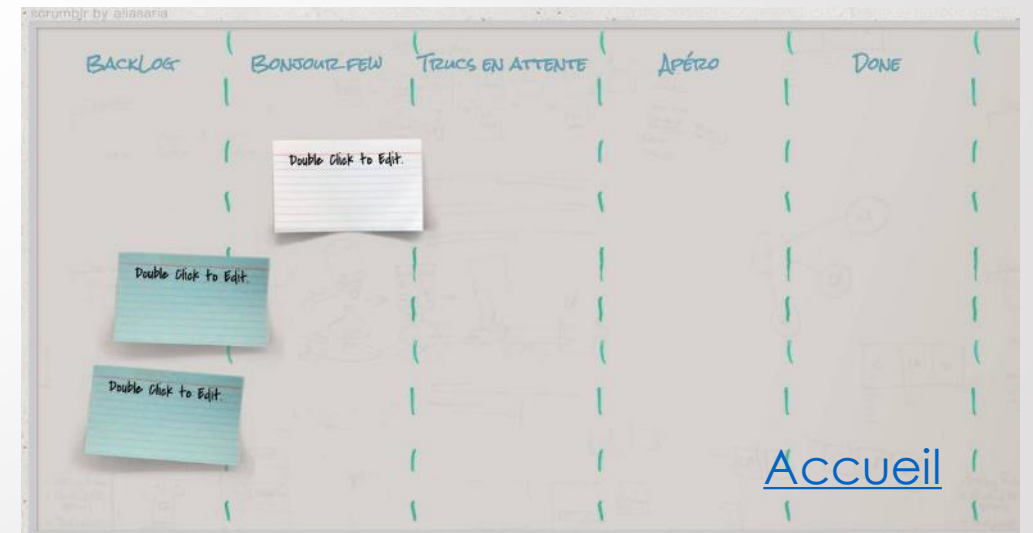 scrumblr by aliasaria
BACKLOG BONJOUR FEW TRUCS EN ATTENTE APÉRO DONE
Double Click to Edit.
Double Click to Edit.
Double Click to Edit.
Accueil